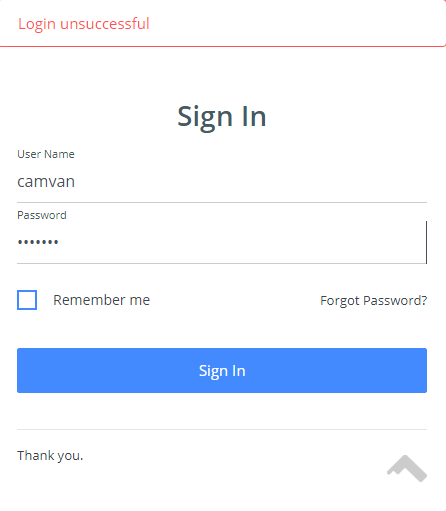 Login unsuccessful
Sign In
User Name
camvan
Password
•••••••
Remember me
Forgot Password?
Sign In
Thank you.